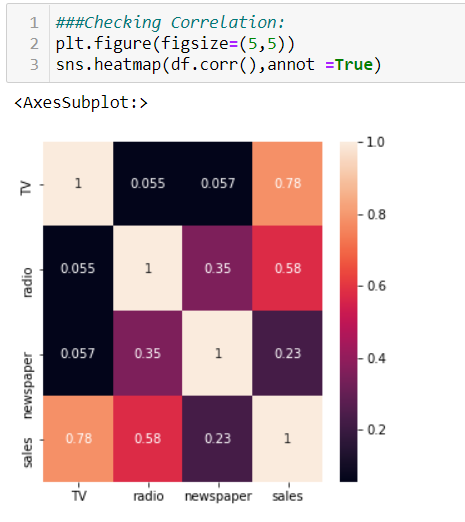 1 ###Checking Correlation:
2 plt.figure(figsize=(5,5))
3 sns.heatmap(df.corr(),annot =True)
<AxesSubplot:>
1.0
TV 1 0.055 0.057 0.78
0.8
radio 0.055 1 0.35 0.58
0.6
newspaper 0.057 0.35 1 0.23
0.4
sales 0.78 0.58 0.23 1
0.2
TV radio newspaper sales